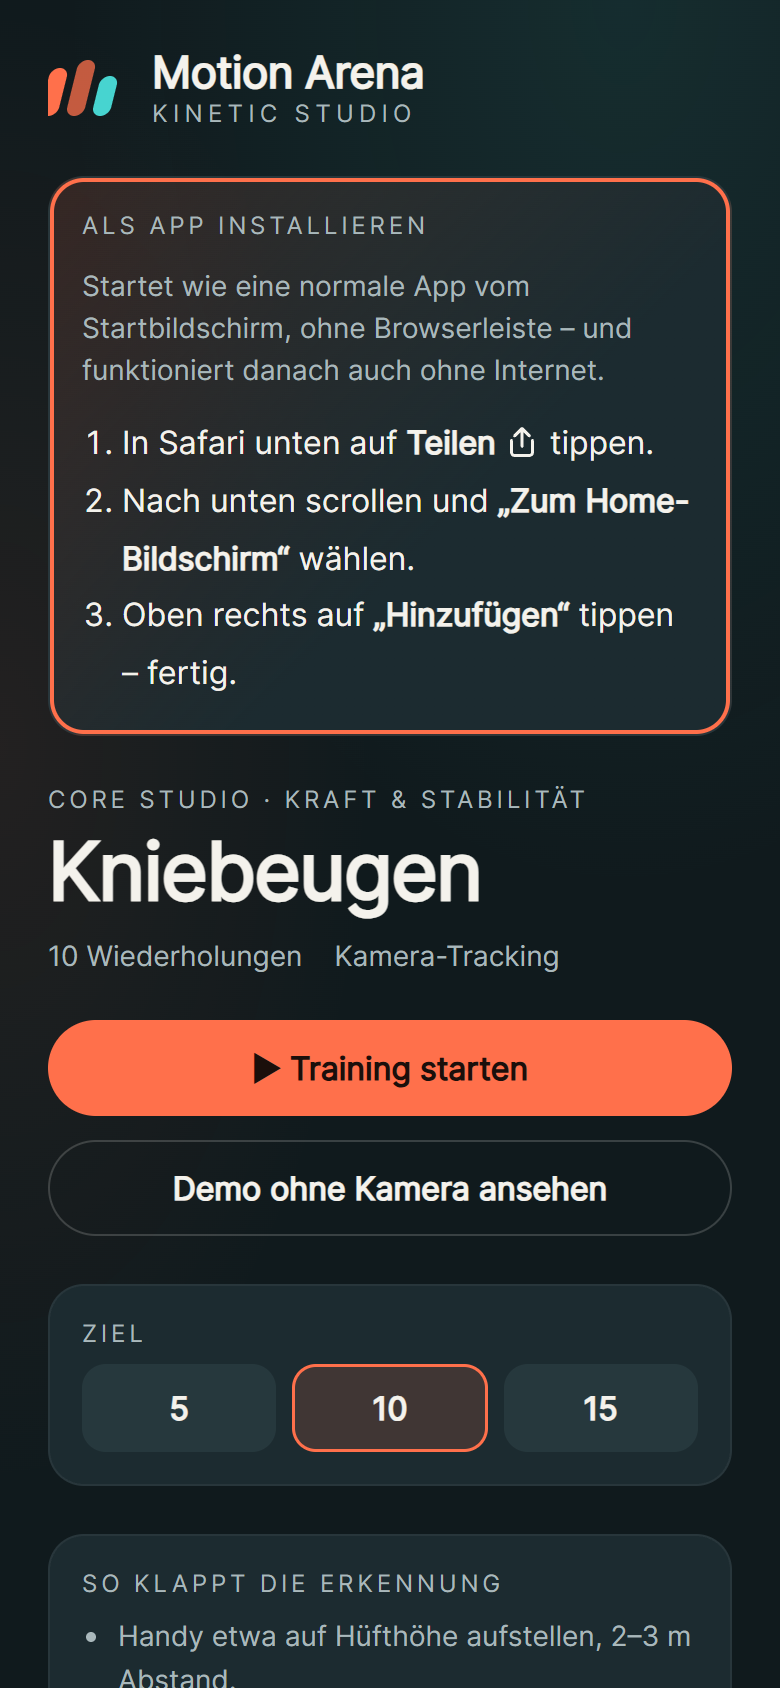 Motion Arena
KINETIC STUDIO
ALS APP INSTALLIEREN
Startet wie eine normale App vom
Startbildschirm, ohne Browserleiste – und
funktioniert danach auch ohne Internet.
1. In Safari unten auf Teilen tippen.
2. Nach unten scrollen und „Zum Home-
Bildschirm“ wählen.
3. Oben rechts auf „Hinzufügen“ tippen
– fertig.
CORE STUDIO · KRAFT & STABILITÄT
Kniebeugen
10 Wiederholungen Kamera-Tracking
▶ Training starten
Demo ohne Kamera ansehen
ZIEL
5 10 15
SO KLAPPT DIE ERKENNUNG
• Handy etwa auf Hüfthöhe aufstellen, 2–3 m
Abstand.